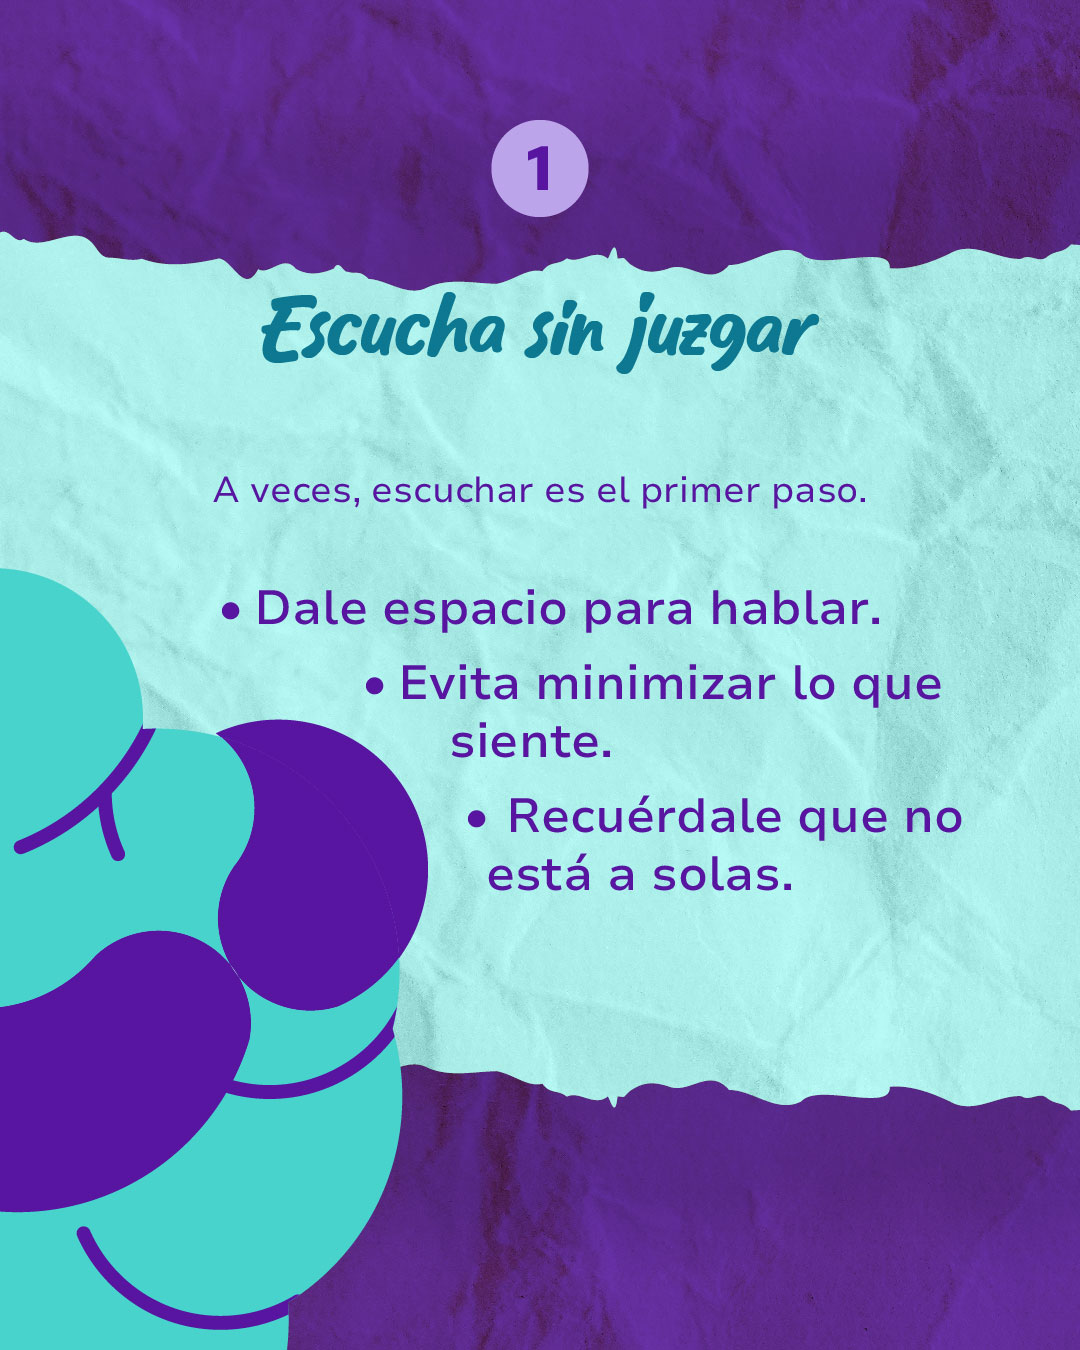 1
Escucha sin juzgar
A veces, escuchar es el primer paso.
• Dale espacio para hablar.
• Evita minimizar lo que
siente.
• Recuérdale que no
está a solas.